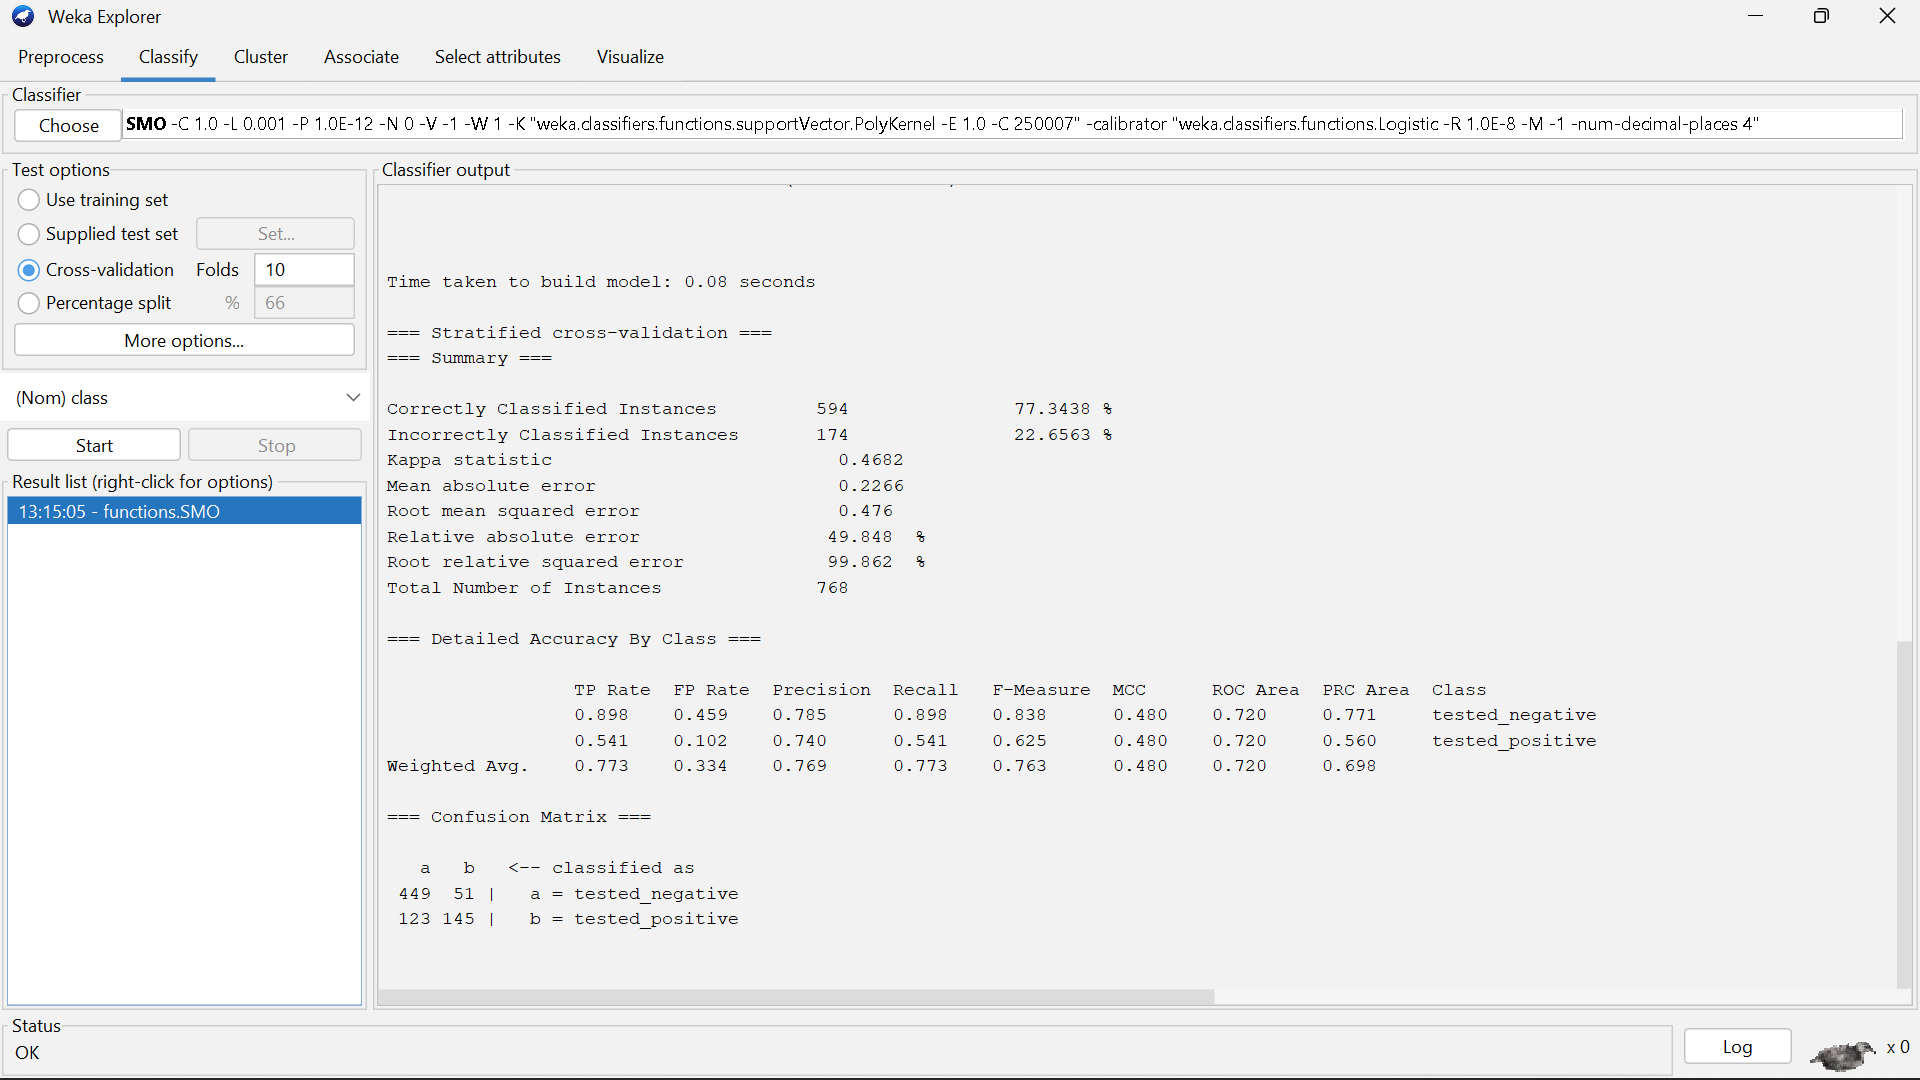 Weka Explorer
Preprocess Classify Cluster Associate Select attributes Visualize
Classifier
Choose SMO -C 1.0 -L 0.001 -P 1.0E-12 -N 0 -V -1 -W 1 -K "weka.classifiers.functions.supportVector.PolyKernel -E 1.0 -C 250007" -calibrator "weka.classifiers.functions.Logistic -R 1.0E-8 -M -1 -num-decimal-places 4"
Test options
Use training set
Supplied test set Set...
Cross-validation Folds 10
Percentage split % 66
More options...
(Nom) class
Start Stop
Result list (right-click for options)
13:15:05 - functions.SMO
Classifier output
Time taken to build model: 0.08 seconds
=== Stratified cross-validation ===
=== Summary ===
Correctly Classified Instances 594 77.3438 %
Incorrectly Classified Instances 174 22.6563 %
Kappa statistic 0.4682
Mean absolute error 0.2266
Root mean squared error 0.476
Relative absolute error 49.848 %
Root relative squared error 99.862 %
Total Number of Instances 768
=== Detailed Accuracy By Class ===
TP Rate FP Rate Precision Recall F-Measure MCC ROC Area PRC Area Class
0.898 0.459 0.785 0.898 0.838 0.480 0.720 0.771 tested_negative
0.541 0.102 0.740 0.541 0.625 0.480 0.720 0.560 tested_positive
Weighted Avg. 0.773 0.334 0.769 0.773 0.763 0.480 0.720 0.698
=== Confusion Matrix ===
a b <-- classified as
449 51 | a = tested_negative
123 145 | b = tested_positive
Status
OK
Log x 0